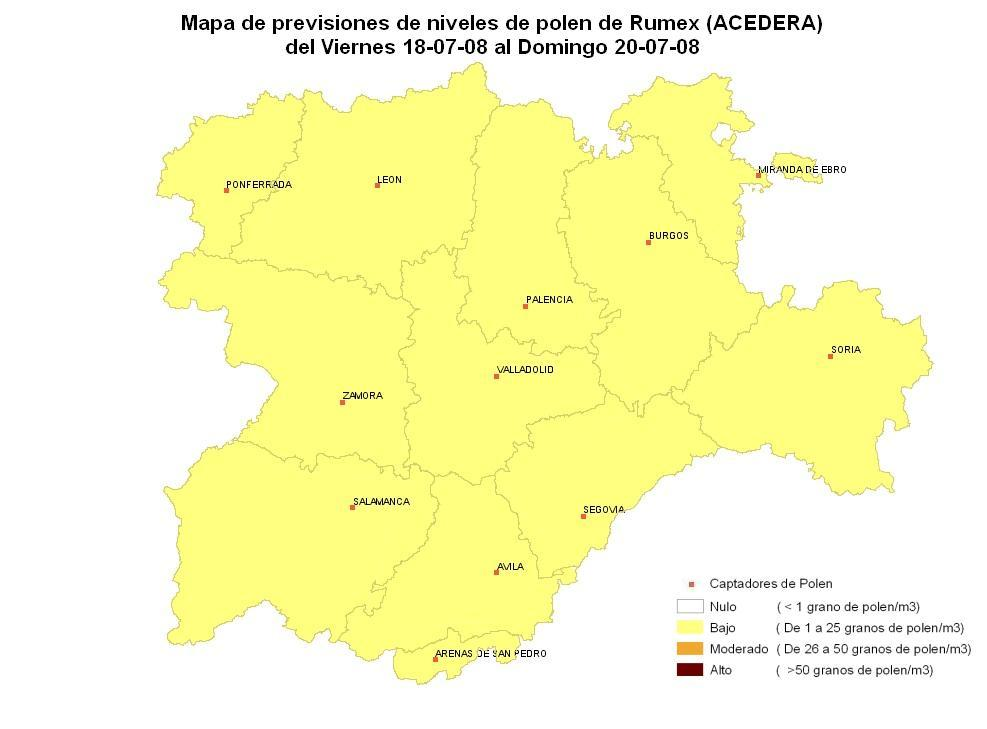 Mapa de previsiones de niveles de polen de Rumex (ACEDERA)
del Viernes 18-07-08 al Domingo 20-07-08
MIRANDA DE EBRO
PONFERRADA
LEON
BURGOS
PALENCIA
SORIA
VALLADOLID
ZAMORA
SALAMANCA
SEGOVIA
AVILA
ARENAS DE SAN PEDRO
Captadores de Polen
Nulo ( < 1 grano de polen/m3)
Bajo ( De 1 a 25 granos de polen/m3)
Moderado ( De 26 a 50 granos de polen/m3)
Alto ( >50 granos de polen/m3)